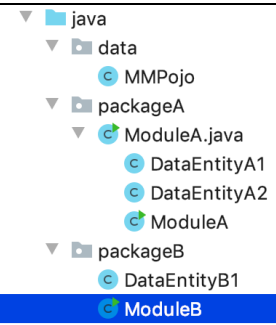 java
data
MMPojo
packageA
ModuleA.java
DataEntityA1
DataEntityA2
ModuleA
packageB
DataEntityB1
ModuleB